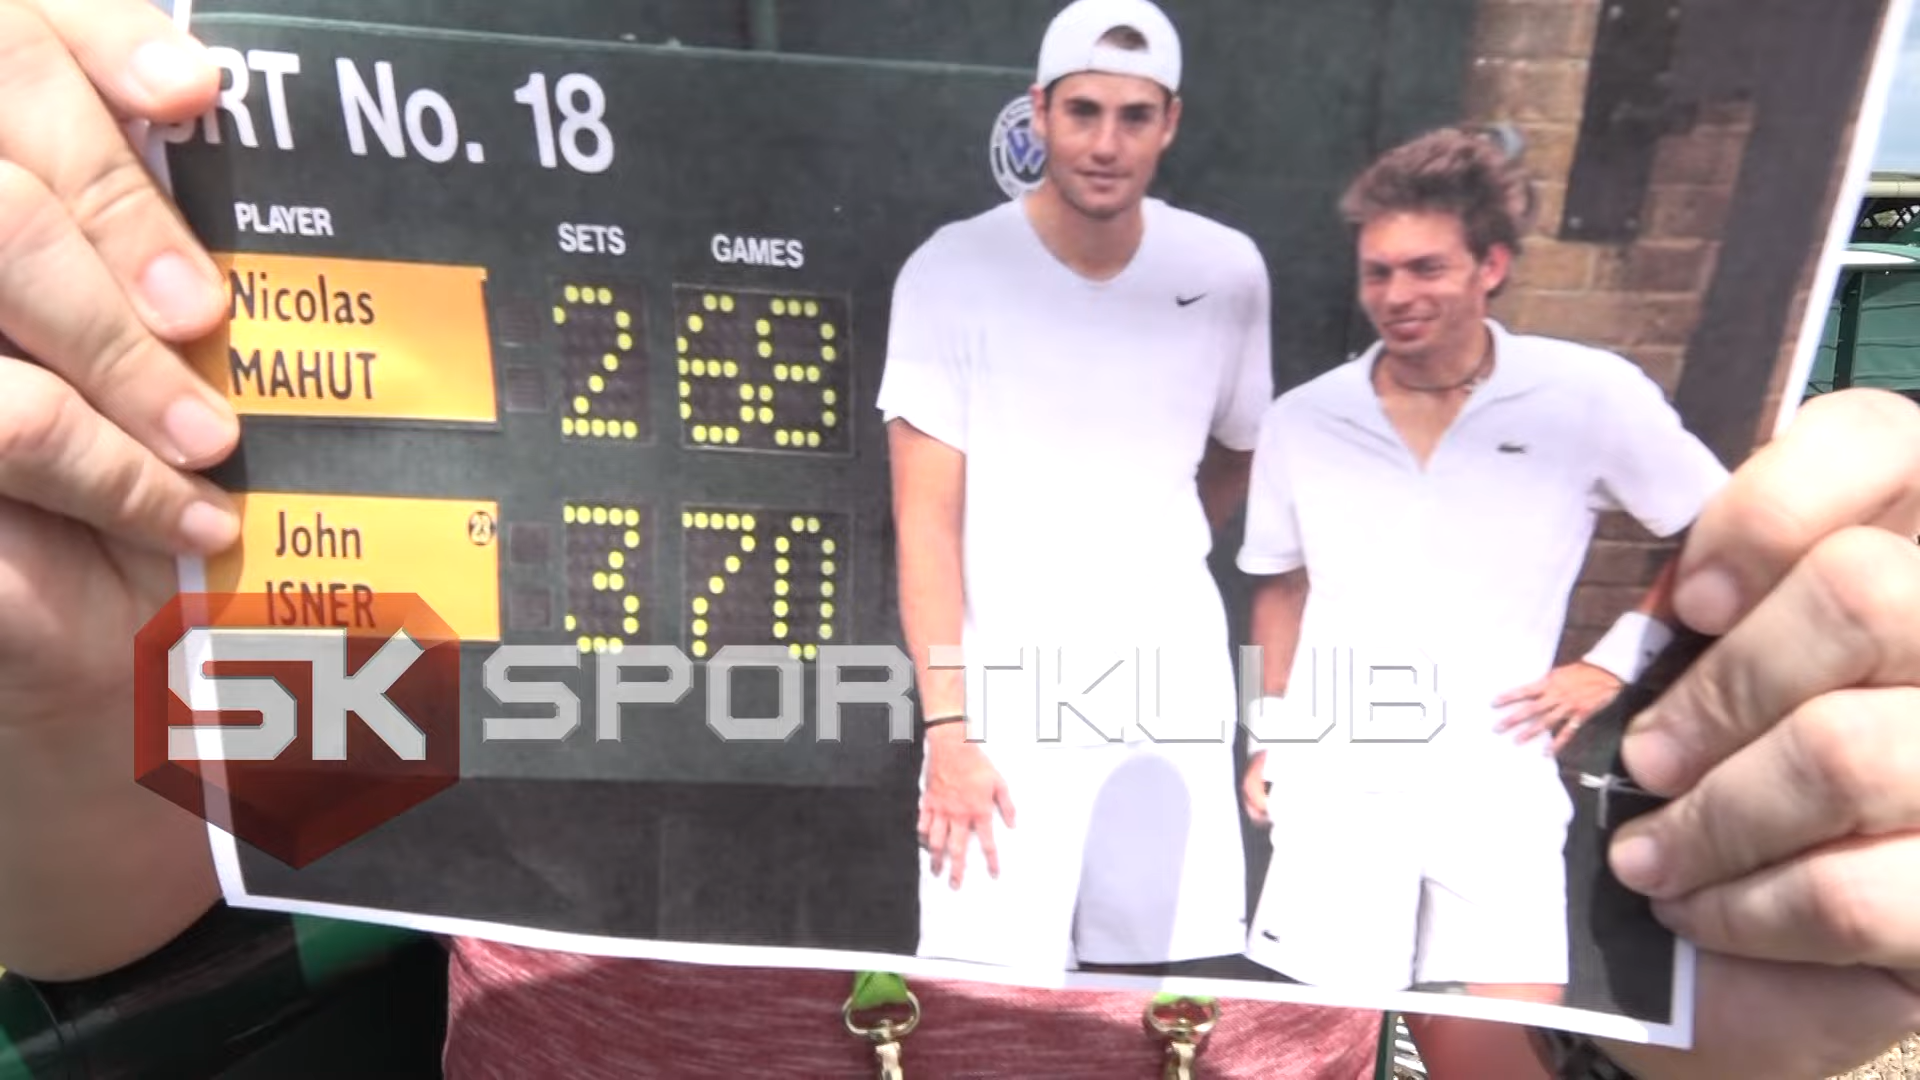 RT No. 18
PLAYER SETS GAMES
Nicolas
MAHUT 2 68
John 23
ISNER 3 70
SK SPORTKLUB